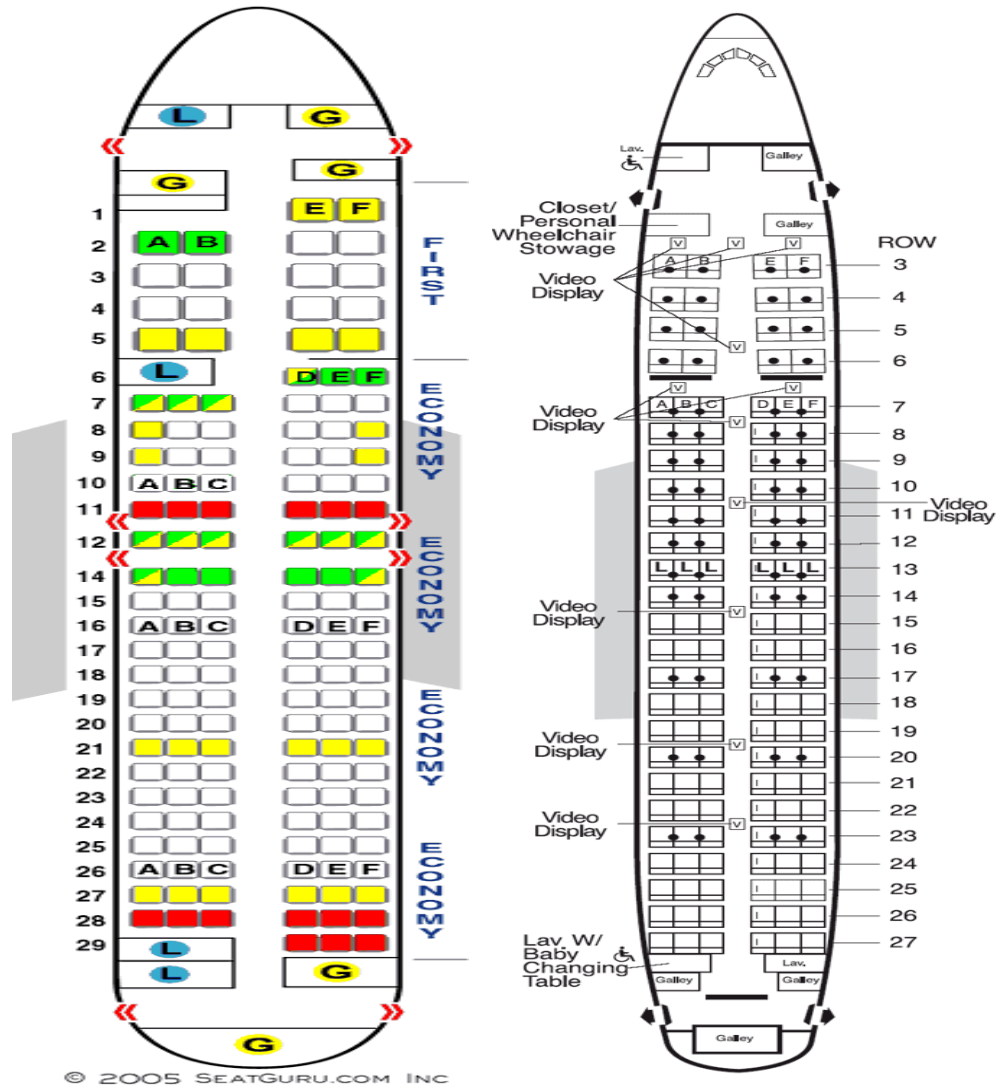 L G
G G
1 E F
2 A B
3
4
5
FIRST
L
6 D E F
7
8
9
10 A B C
11
ECONOMY
12
14
15
16 A B C D E F
17
18
ECONOMY
19
20
21
22
23
ECONOMY
24
25
26 A B C D E F
27
28
29
ECONOMY
L
L G
G
© 2005 SEATGURU.COM INC
Lav.
Galley
Closet/
Personal
Wheelchair
Stowage
Galley
V V V
ROW
A B E F 3
Video
Display
4
5
V
6
V V
A B C D E F 7
Video
Display
V
8
9
10
V
Video
Display
11
12
L L L L L L 13
14
Video
Display
V
15
16
17
18
19
Video
Display
V
20
21
22
Video
Display
V
23
24
25
26
27
Lav. W/
Baby
Changing
Table
Lav.
Galley Galley
Galley